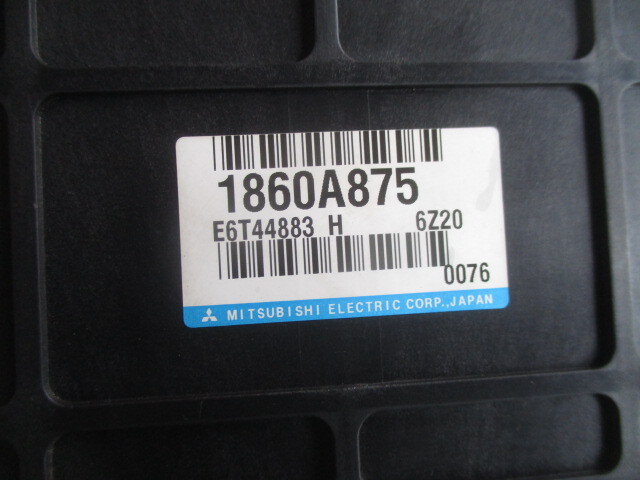 1860A875
E6T44883 H 6Z20
0076
MITSUBISHI ELECTRIC CORP., JAPAN